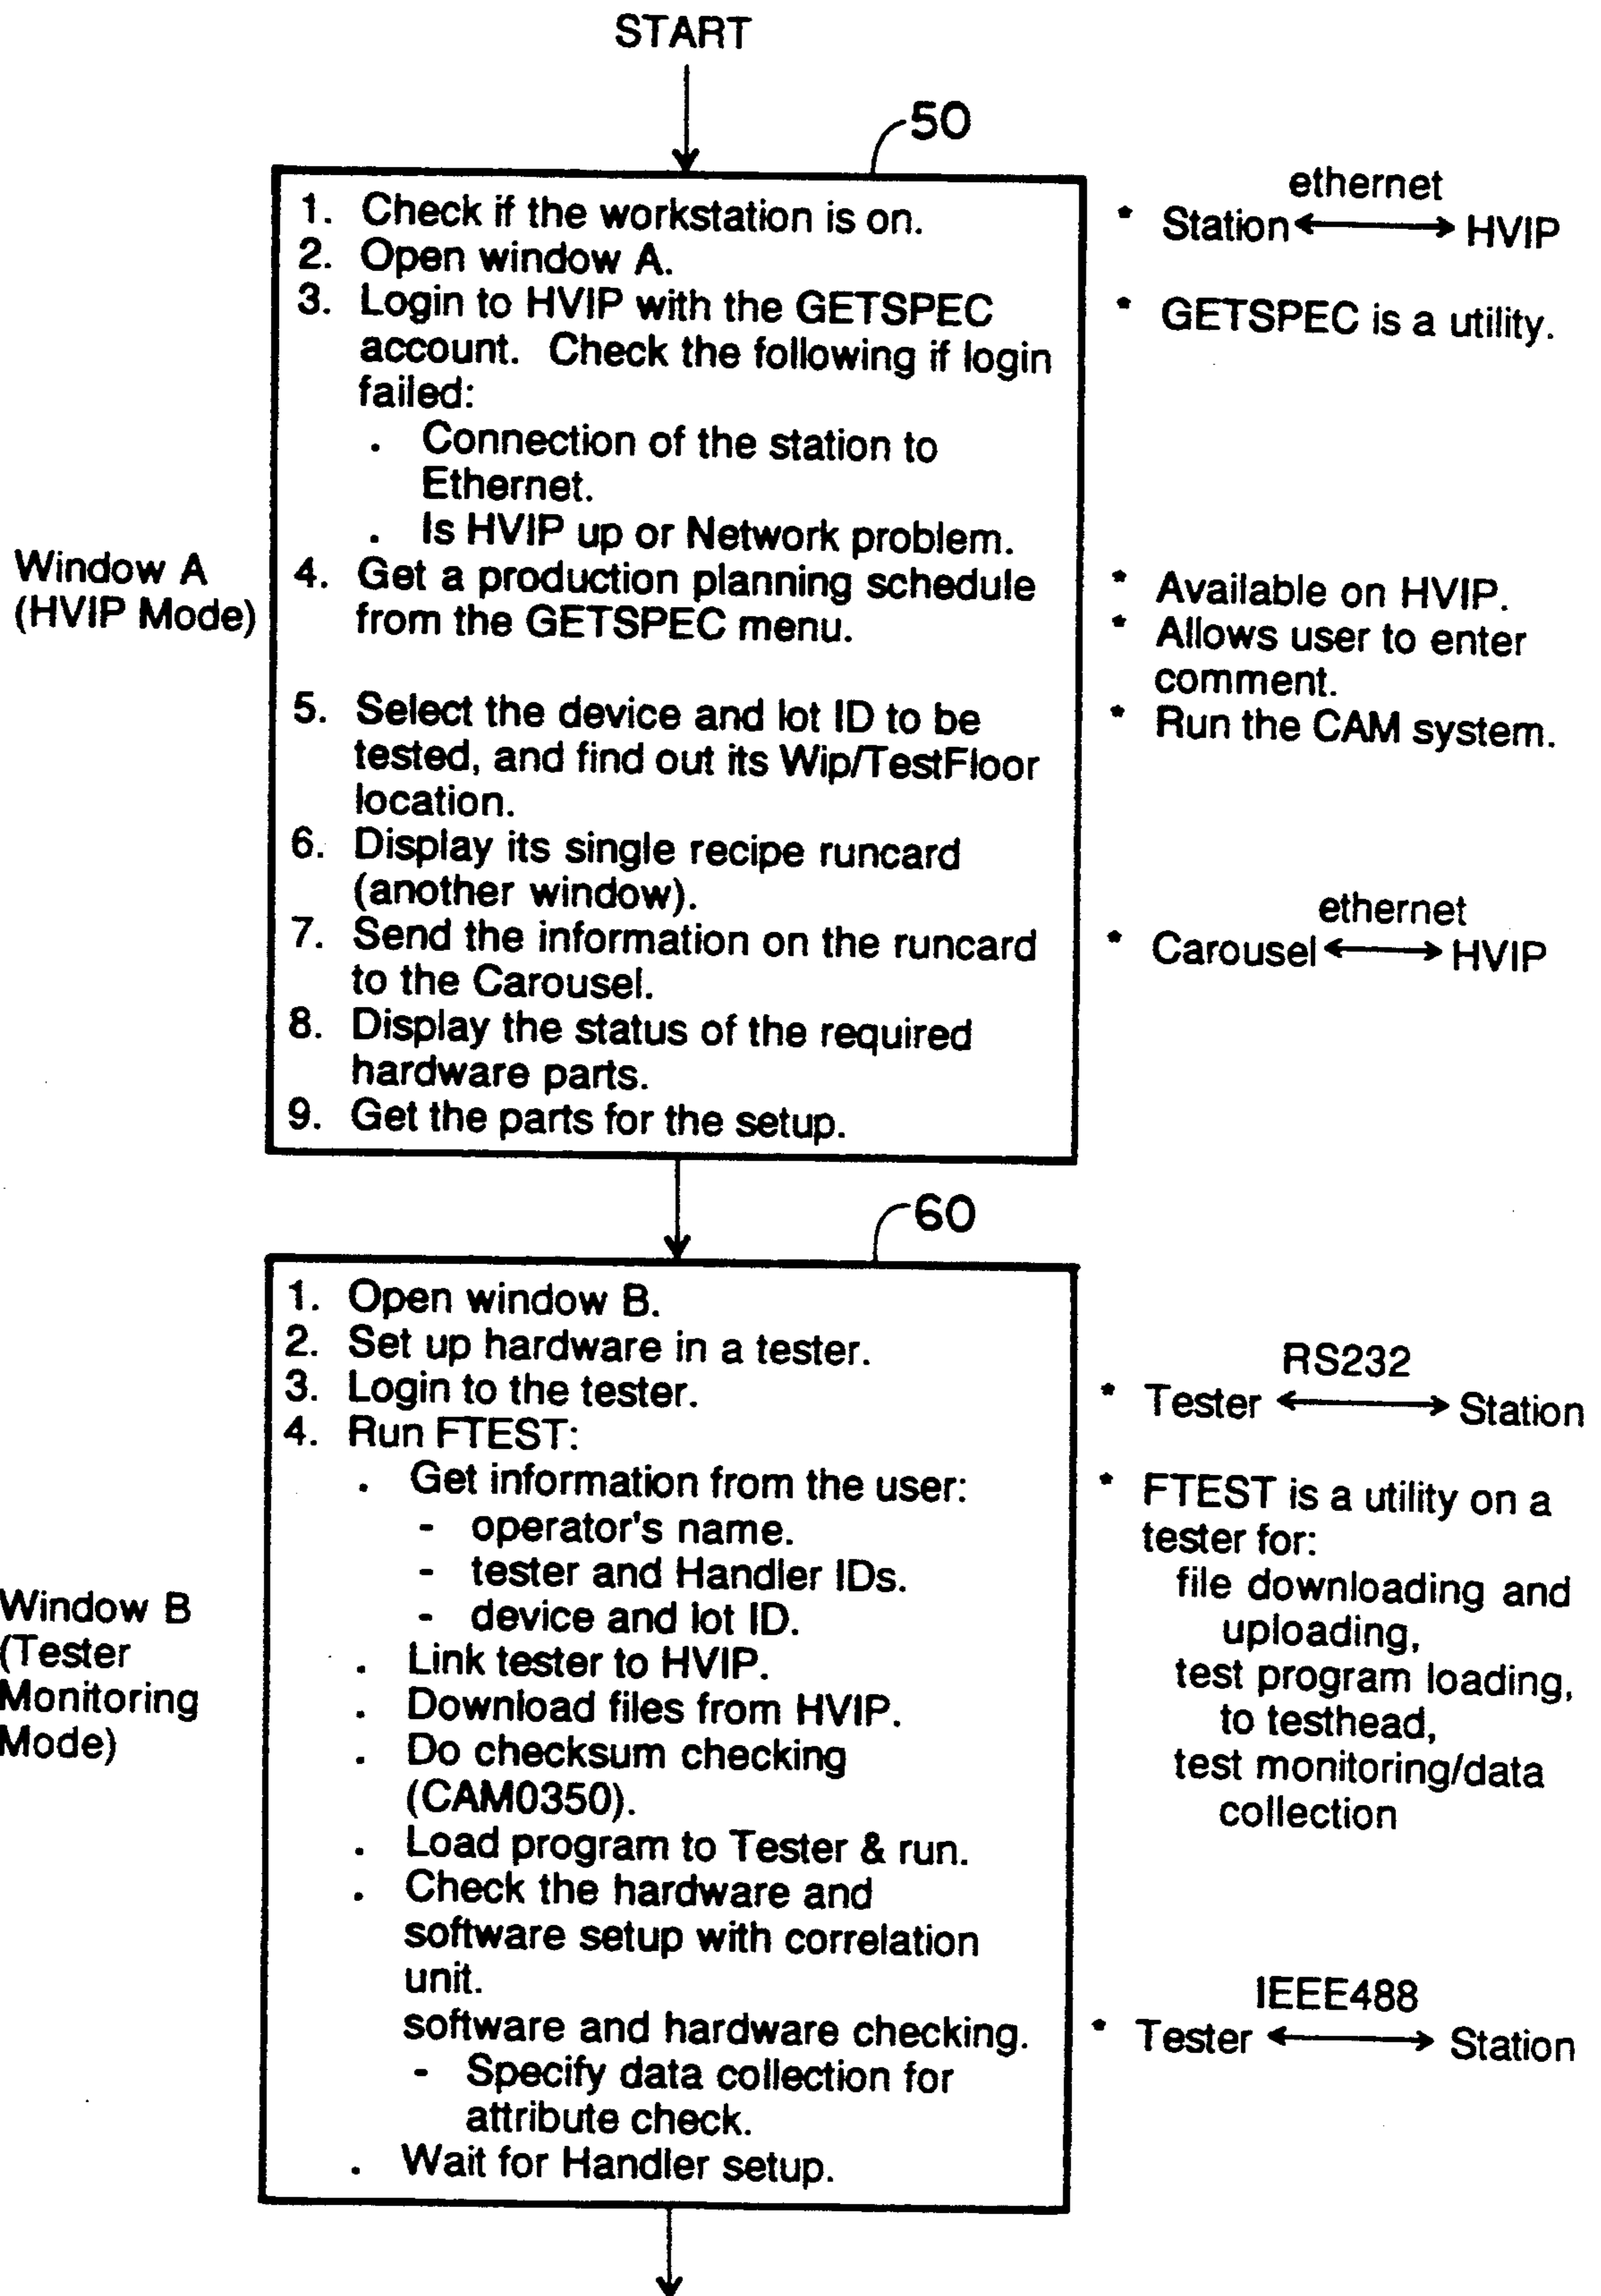 START
50
1. Check if the workstation is on.
2. Open window A.
3. Login to HVIP with the GETSPEC
account. Check the following if login
failed:
. Connection of the station to
Ethernet.
. Is HVIP up or Network problem.
4. Get a production planning schedule
from the GETSPEC menu.
5. Select the device and lot ID to be
tested, and find out its Wip/TestFloor
location.
6. Display its single recipe runcard
(another window).
7. Send the information on the runcard
to the Carousel.
8. Display the status of the required
hardware parts.
9. Get the parts for the setup.
Window A
(HVIP Mode)
ethernet
* Station ⟷ HVIP
* GETSPEC is a utility.
* Available on HVIP.
* Allows user to enter
comment.
* Run the CAM system.
ethernet
* Carousel ⟷ HVIP
60
1. Open window B.
2. Set up hardware in a tester.
3. Login to the tester.
4. Run FTEST:
. Get information from the user:
- operator's name.
- tester and Handler IDs.
- device and lot ID.
. Link tester to HVIP.
. Download files from HVIP.
. Do checksum checking
(CAM0350).
. Load program to Tester & run.
. Check the hardware and
software setup with correlation
unit.
software and hardware checking.
- Specify data collection for
attribute check.
. Wait for Handler setup.
Window B
(Tester
Monitoring
Mode)
RS232
* Tester ⟷ Station
* FTEST is a utility on a
tester for:
file downloading and
uploading,
test program loading,
to testhead,
test monitoring/data
collection
IEEE488
* Tester ⟷ Station